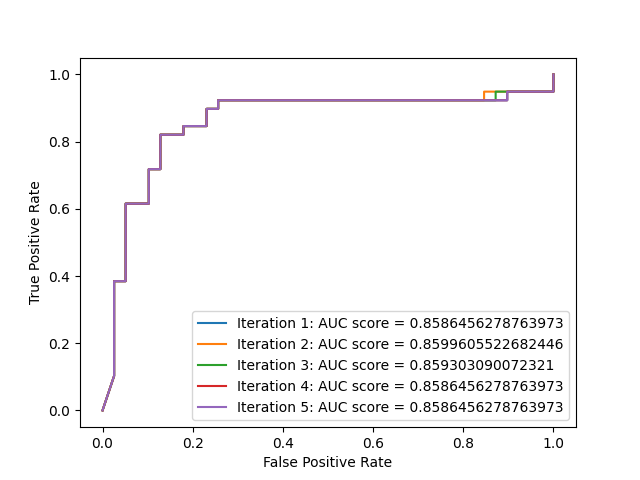 1.0
0.8
0.6
0.4
0.2
0.0
True Positive Rate
Iteration 1: AUC score = 0.8586456278763973
Iteration 2: AUC score = 0.8599605522682446
Iteration 3: AUC score = 0.859303090072321
Iteration 4: AUC score = 0.8586456278763973
Iteration 5: AUC score = 0.8586456278763973
0.0 0.2 0.4 0.6 0.8 1.0
False Positive Rate